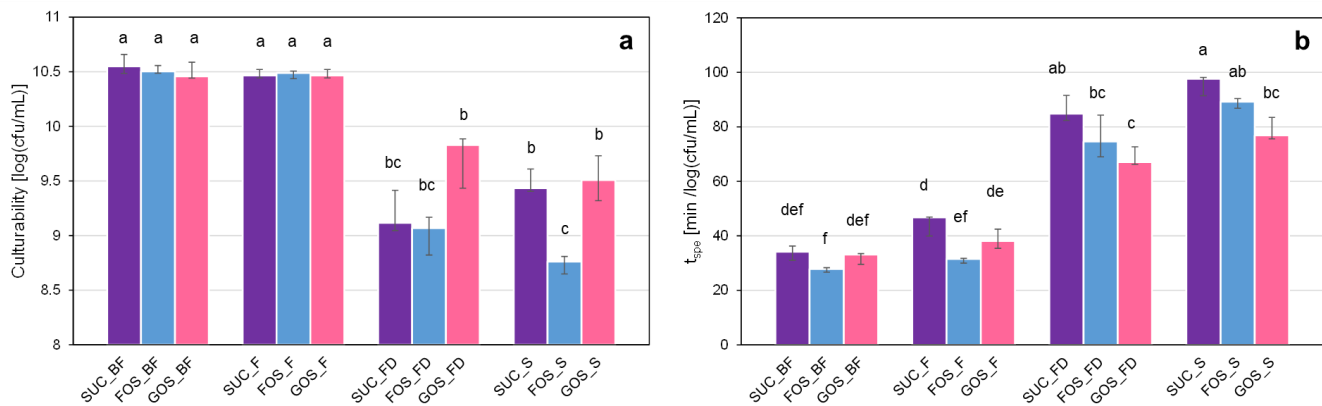 a
Culturability [log(cfu/mL)]
11
10.5
10
9.5
9
8.5
8
a a a a a a
bc bc b b c b
SUC_BF FOS_BF GOS_BF SUC_F FOS_F GOS_F SUC_FD FOS_FD GOS_FD SUC_S FOS_S GOS_S
b
tspe [min /log(cfu/mL)]
120
100
80
60
40
20
0
def f def d ef de ab bc c a ab bc
SUC_BF FOS_BF GOS_BF SUC_F FOS_F GOS_F SUC_FD FOS_FD GOS_FD SUC_S FOS_S GOS_S